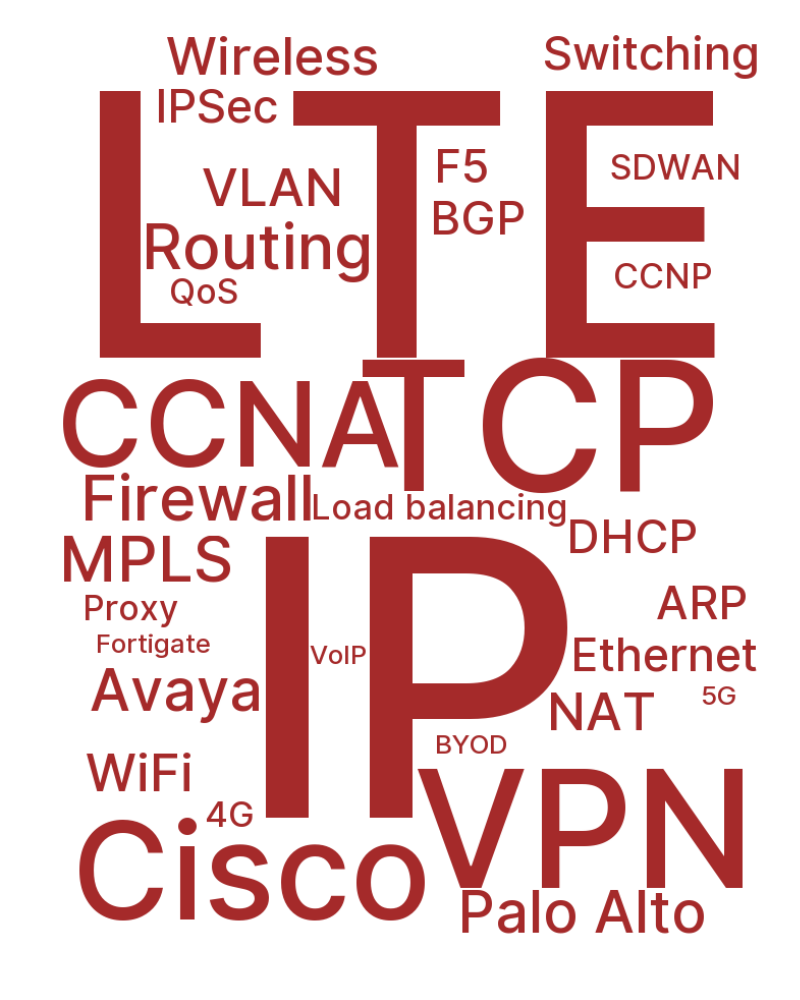 Wireless
Switching
IPSec
LTE
F5
SDWAN
VLAN
BGP
Routing
CCNP
QoS
CCNA
TCP
Firewall
Load balancing
DHCP
MPLS
IP
Proxy
ARP
Fortigate
VoIP
Ethernet
Avaya
5G
NAT
BYOD
WiFi
VPN
4G
Cisco
Palo Alto